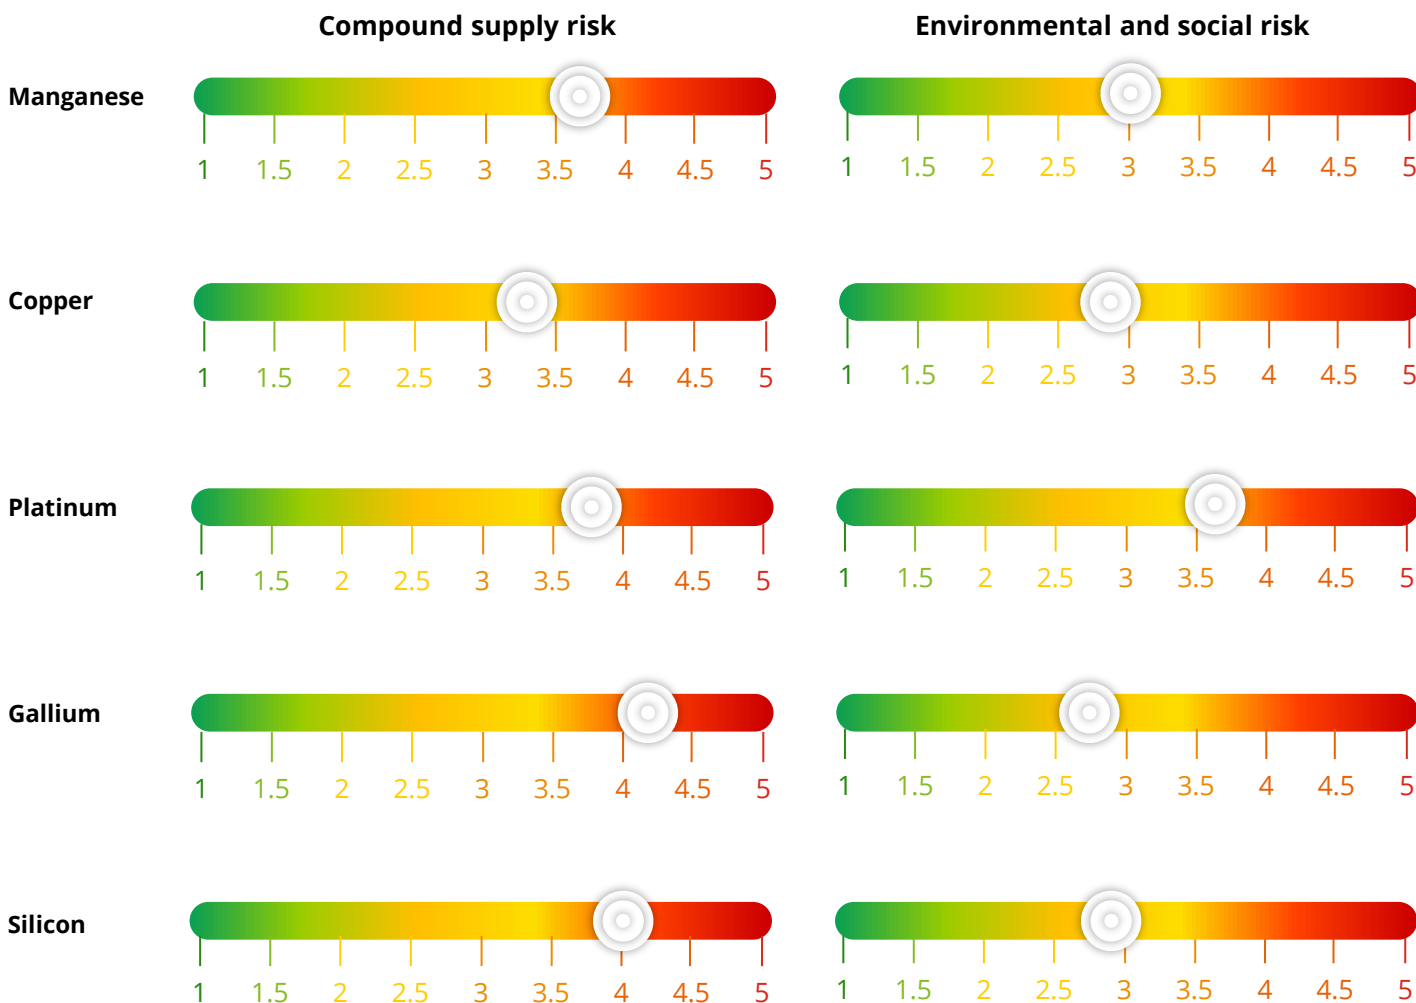 Compound supply risk Environmental and social risk
Manganese
1 1.5 2 2.5 3 3.5 4 4.5 5 1 1.5 2 2.5 3 3.5 4 4.5 5
Copper
1 1.5 2 2.5 3 3.5 4 4.5 5 1 1.5 2 2.5 3 3.5 4 4.5 5
Platinum
1 1.5 2 2.5 3 3.5 4 4.5 5 1 1.5 2 2.5 3 3.5 4 4.5 5
Gallium
1 1.5 2 2.5 3 3.5 4 4.5 5 1 1.5 2 2.5 3 3.5 4 4.5 5
Silicon
1 1.5 2 2.5 3 3.5 4 4.5 5 1 1.5 2 2.5 3 3.5 4 4.5 5